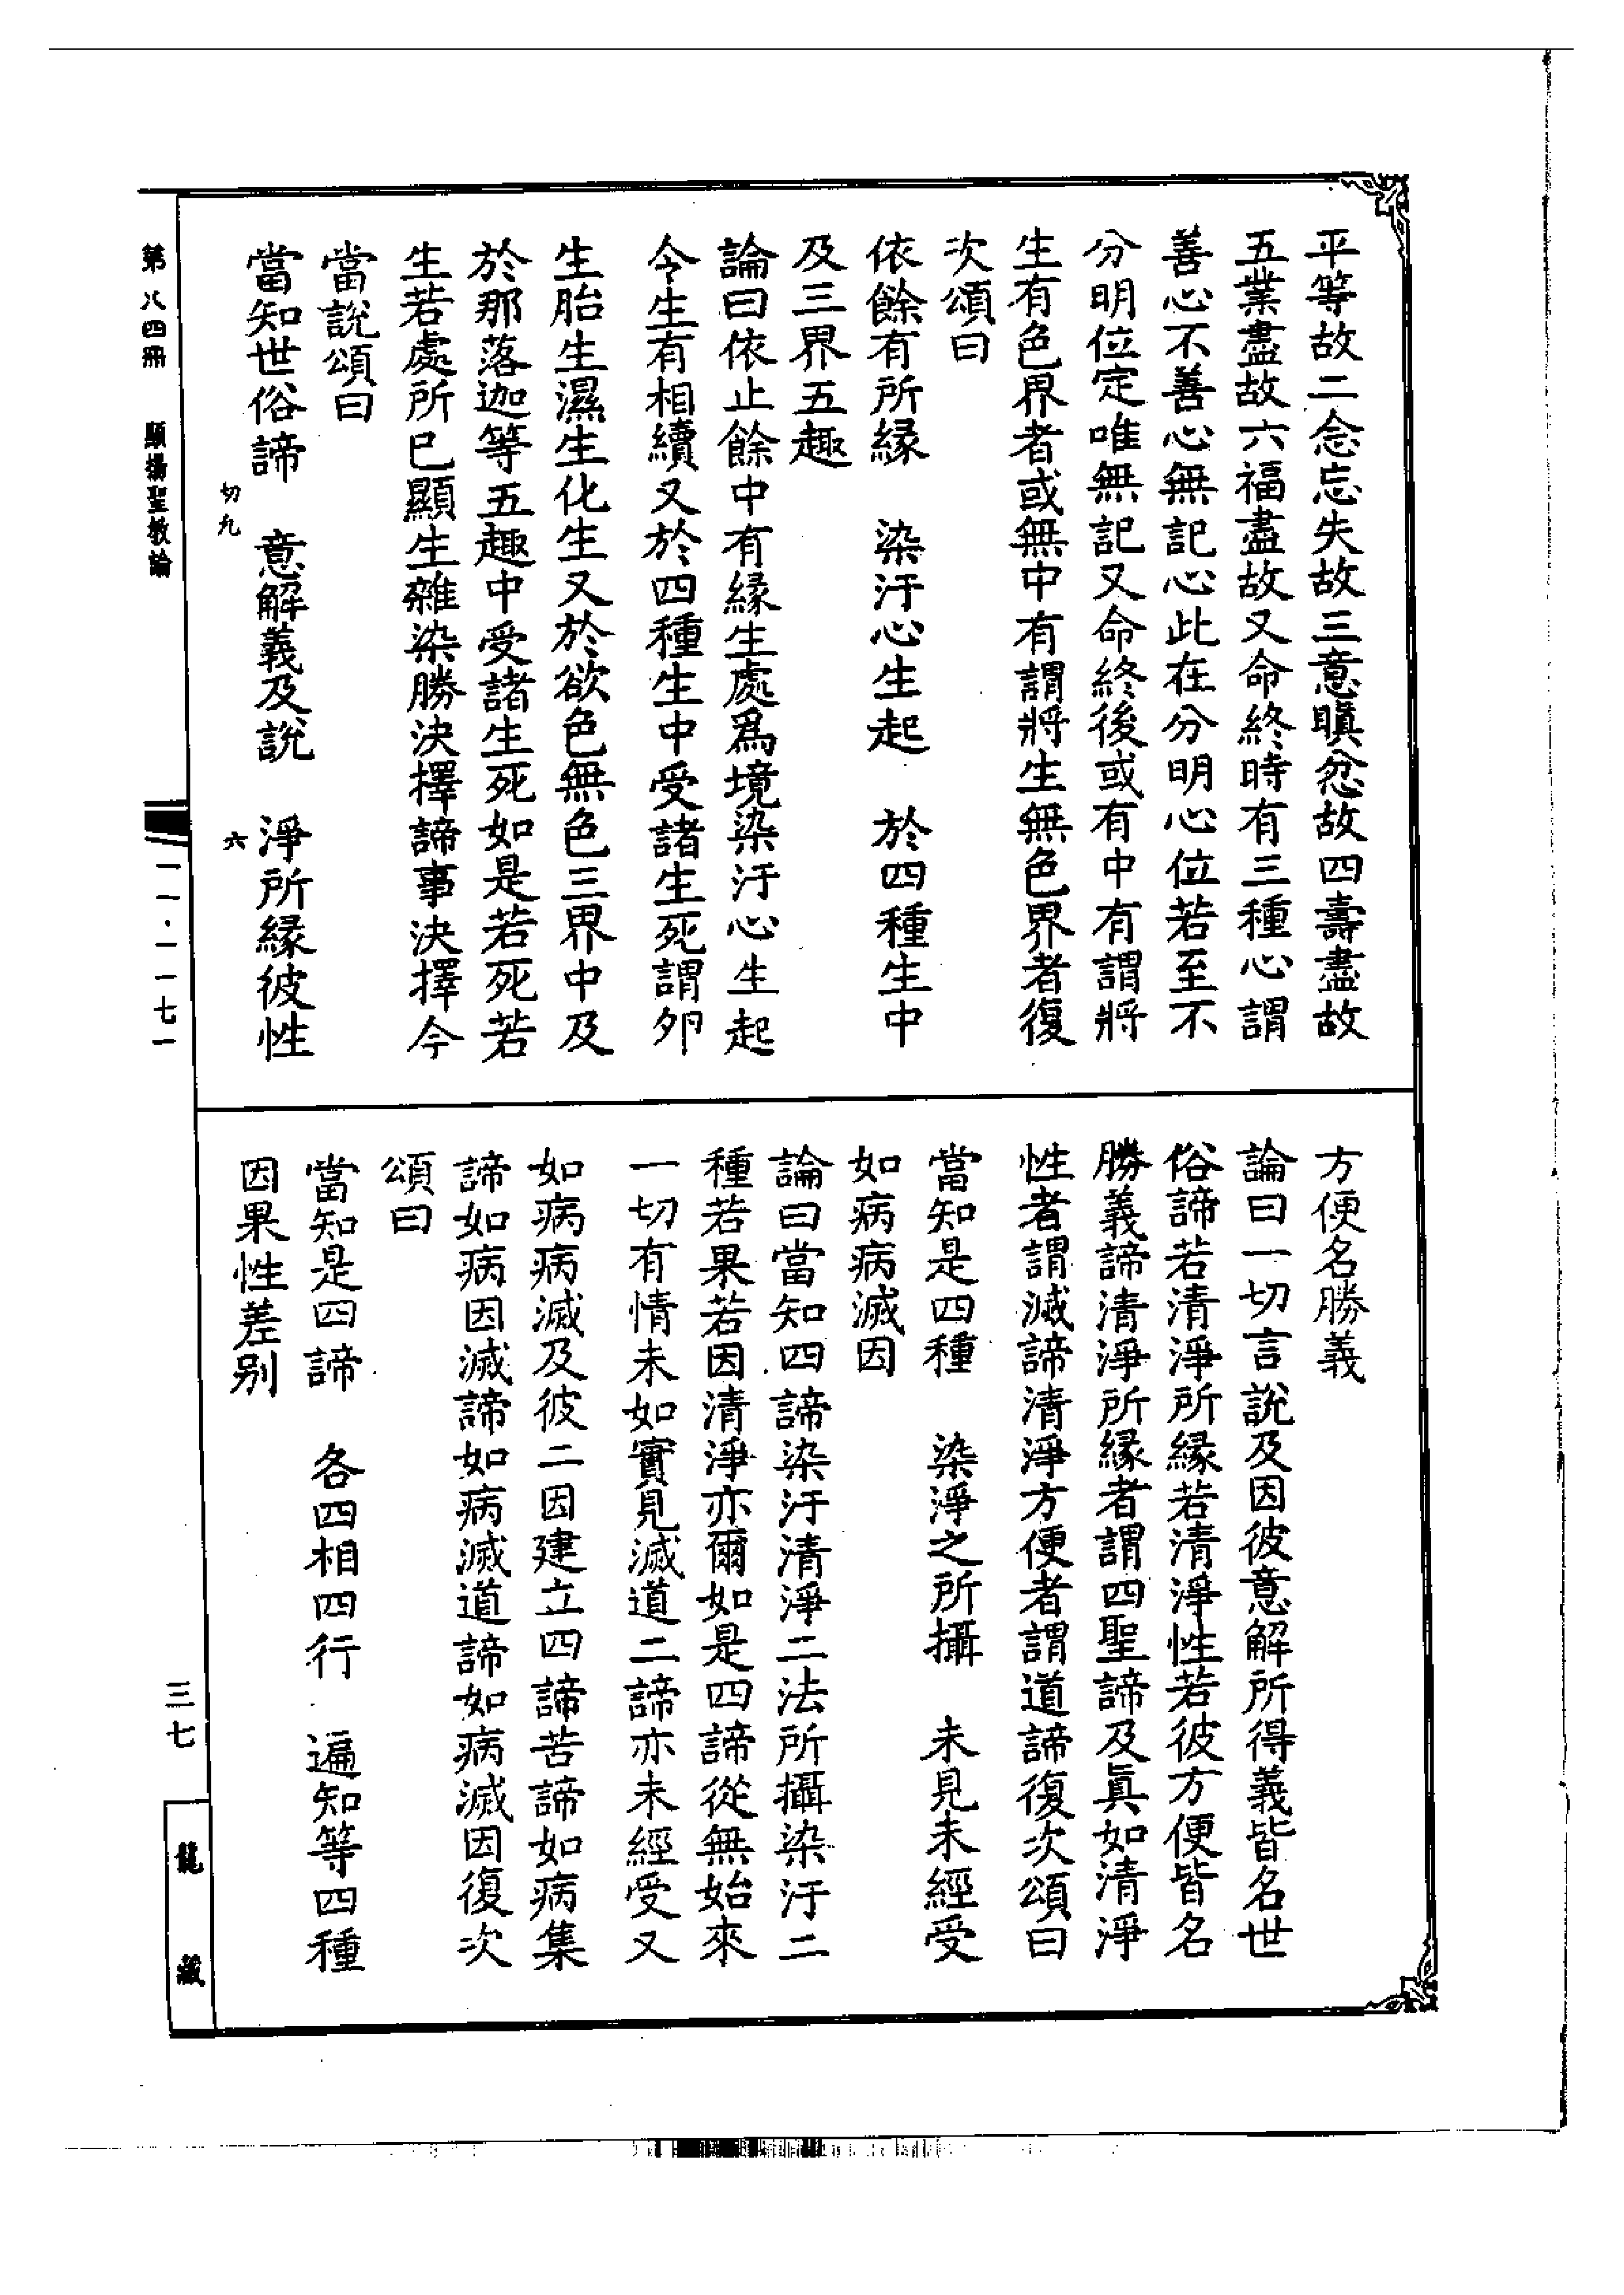 平等故二念忘失故三意瞋忿故四壽盡故
五業盡故六福盡故又命終時有三種心謂
善心不善心無記心此在分明心位若至不
分明位定唯無記又命終後或有中有謂將
生有色界者或無中有謂將生無色界者復
次頌曰
依餘有所緣　染汙心生起　於四種生中
及三界五趣
論曰依止餘中有緣生處爲境染汙心生起
令生有相續又於四種生中受諸生死謂卵
生胎生濕生化生又於欲色無色三界中及
於那落迦等五趣中受諸生死如是若死若
生若處所已顯生雜染勝決擇諦事決擇今
當說頌曰
當知世俗諦　意解義及說　淨所緣彼性
切九　六
方便名勝義
論曰一切言說及因彼意解所得義皆名世
俗諦若清淨所緣若清淨性若彼方便皆名
勝義諦清淨所緣者謂四聖諦及眞如清淨
性者謂滅諦清淨方便者謂道諦復次頌曰
當知是四種　染淨之所攝　未見未經受
如病病滅因
論曰當知四諦染汙清淨二法所攝染汙二
種若果若因清淨亦爾如是四諦從無始來
一切有情未如實見滅道二諦亦未經受又
如病病滅及彼二因建立四諦苦諦如病集
諦如病因滅諦如病滅道諦如病滅因復次
頌曰
當知是四諦　各四相四行　遍知等四種
因果性差別
第八四冊　顯揚聖教論　一一·一一七一
三七　龍藏